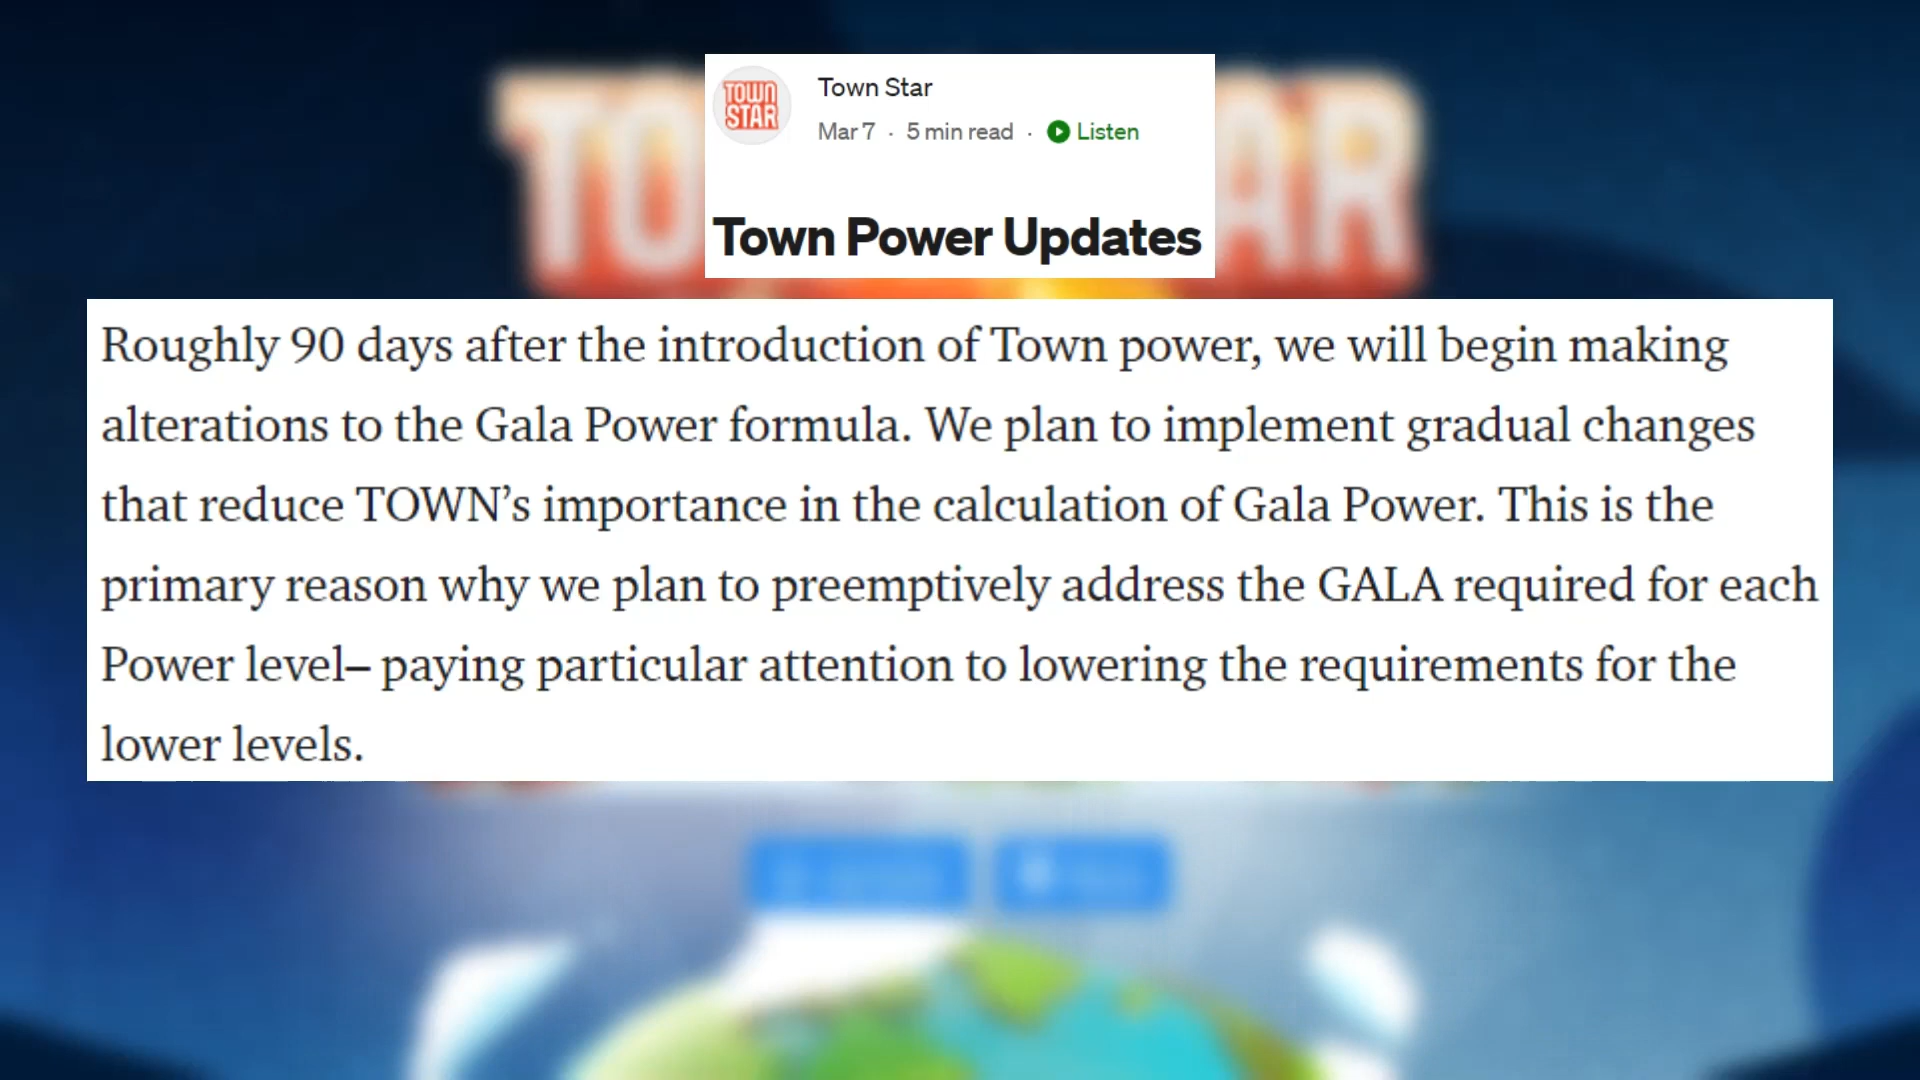 TOWN
STAR
Town Star
Mar 7 · 5 min read · Listen
Town Power Updates
Roughly 90 days after the introduction of Town power, we will begin making
alterations to the Gala Power formula. We plan to implement gradual changes
that reduce TOWN’s importance in the calculation of Gala Power. This is the
primary reason why we plan to preemptively address the GALA required for each
Power level– paying particular attention to lowering the requirements for the
lower levels.